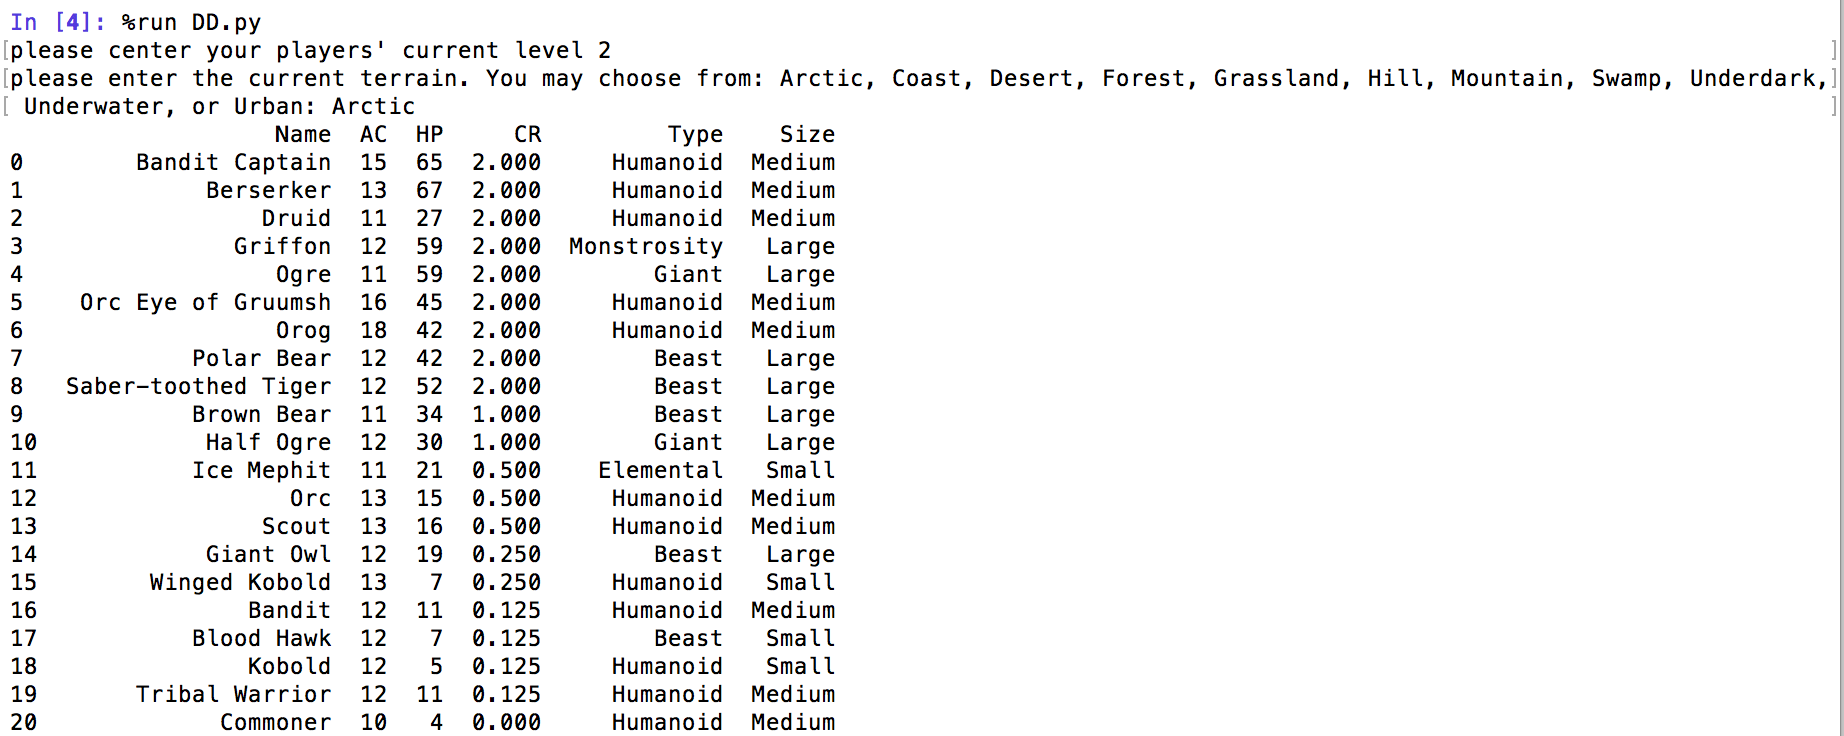 In [4]: %run DD.py
[please center your players' current level 2 ]
[please enter the current terrain. You may choose from: Arctic, Coast, Desert, Forest, Grassland, Hill, Mountain, Swamp, Underdark,]
[ Underwater, or Urban: Arctic ]
Name AC HP CR Type Size
0 Bandit Captain 15 65 2.000 Humanoid Medium
1 Berserker 13 67 2.000 Humanoid Medium
2 Druid 11 27 2.000 Humanoid Medium
3 Griffon 12 59 2.000 Monstrosity Large
4 Ogre 11 59 2.000 Giant Large
5 Orc Eye of Gruumsh 16 45 2.000 Humanoid Medium
6 Orog 18 42 2.000 Humanoid Medium
7 Polar Bear 12 42 2.000 Beast Large
8 Saber-toothed Tiger 12 52 2.000 Beast Large
9 Brown Bear 11 34 1.000 Beast Large
10 Half Ogre 12 30 1.000 Giant Large
11 Ice Mephit 11 21 0.500 Elemental Small
12 Orc 13 15 0.500 Humanoid Medium
13 Scout 13 16 0.500 Humanoid Medium
14 Giant Owl 12 19 0.250 Beast Large
15 Winged Kobold 13 7 0.250 Humanoid Small
16 Bandit 12 11 0.125 Humanoid Medium
17 Blood Hawk 12 7 0.125 Beast Small
18 Kobold 12 5 0.125 Humanoid Small
19 Tribal Warrior 12 11 0.125 Humanoid Medium
20 Commoner 10 4 0.000 Humanoid Medium